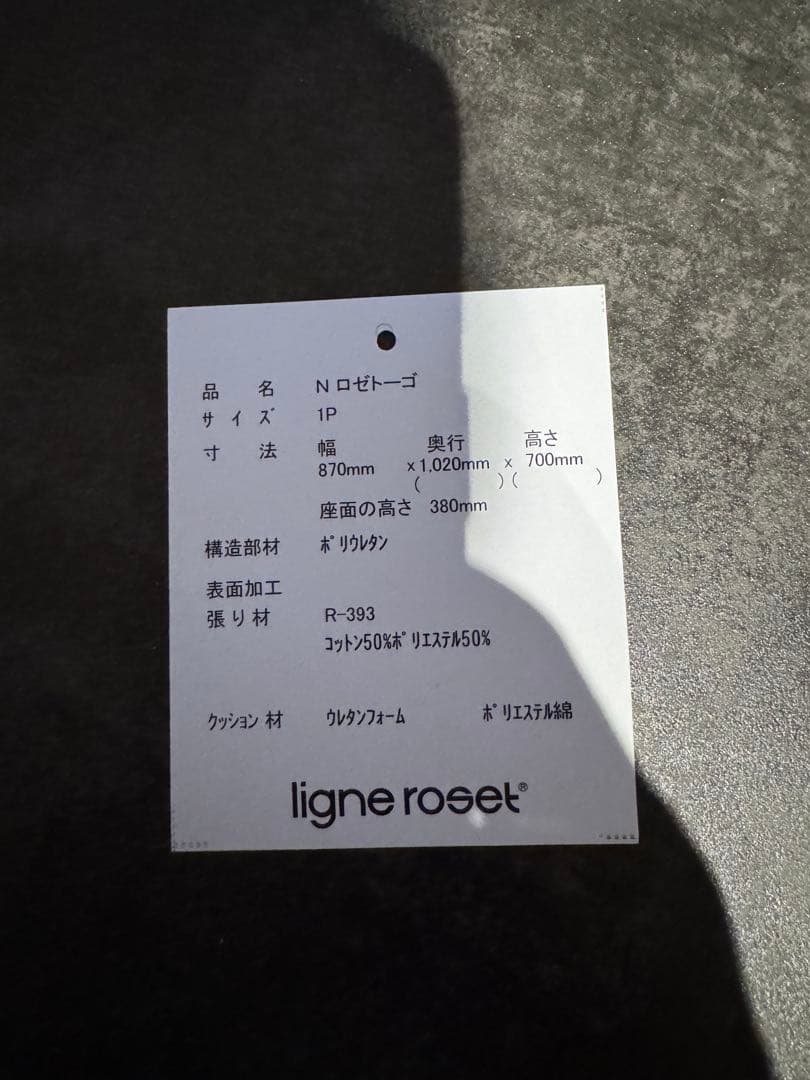 品 名 N ロゼトーゴ
サ イ ズ 1P
寸 法 幅 奥行 高さ
870mm x 1,020mm x 700mm
( ) ( )
座面の高さ 380mm
構造部材 ポリウレタン
表面加工
張り材 R-393
コットン50%ポリエステル50%
クッション材 ウレタンフォーム ポリエステル綿
ligne roset®